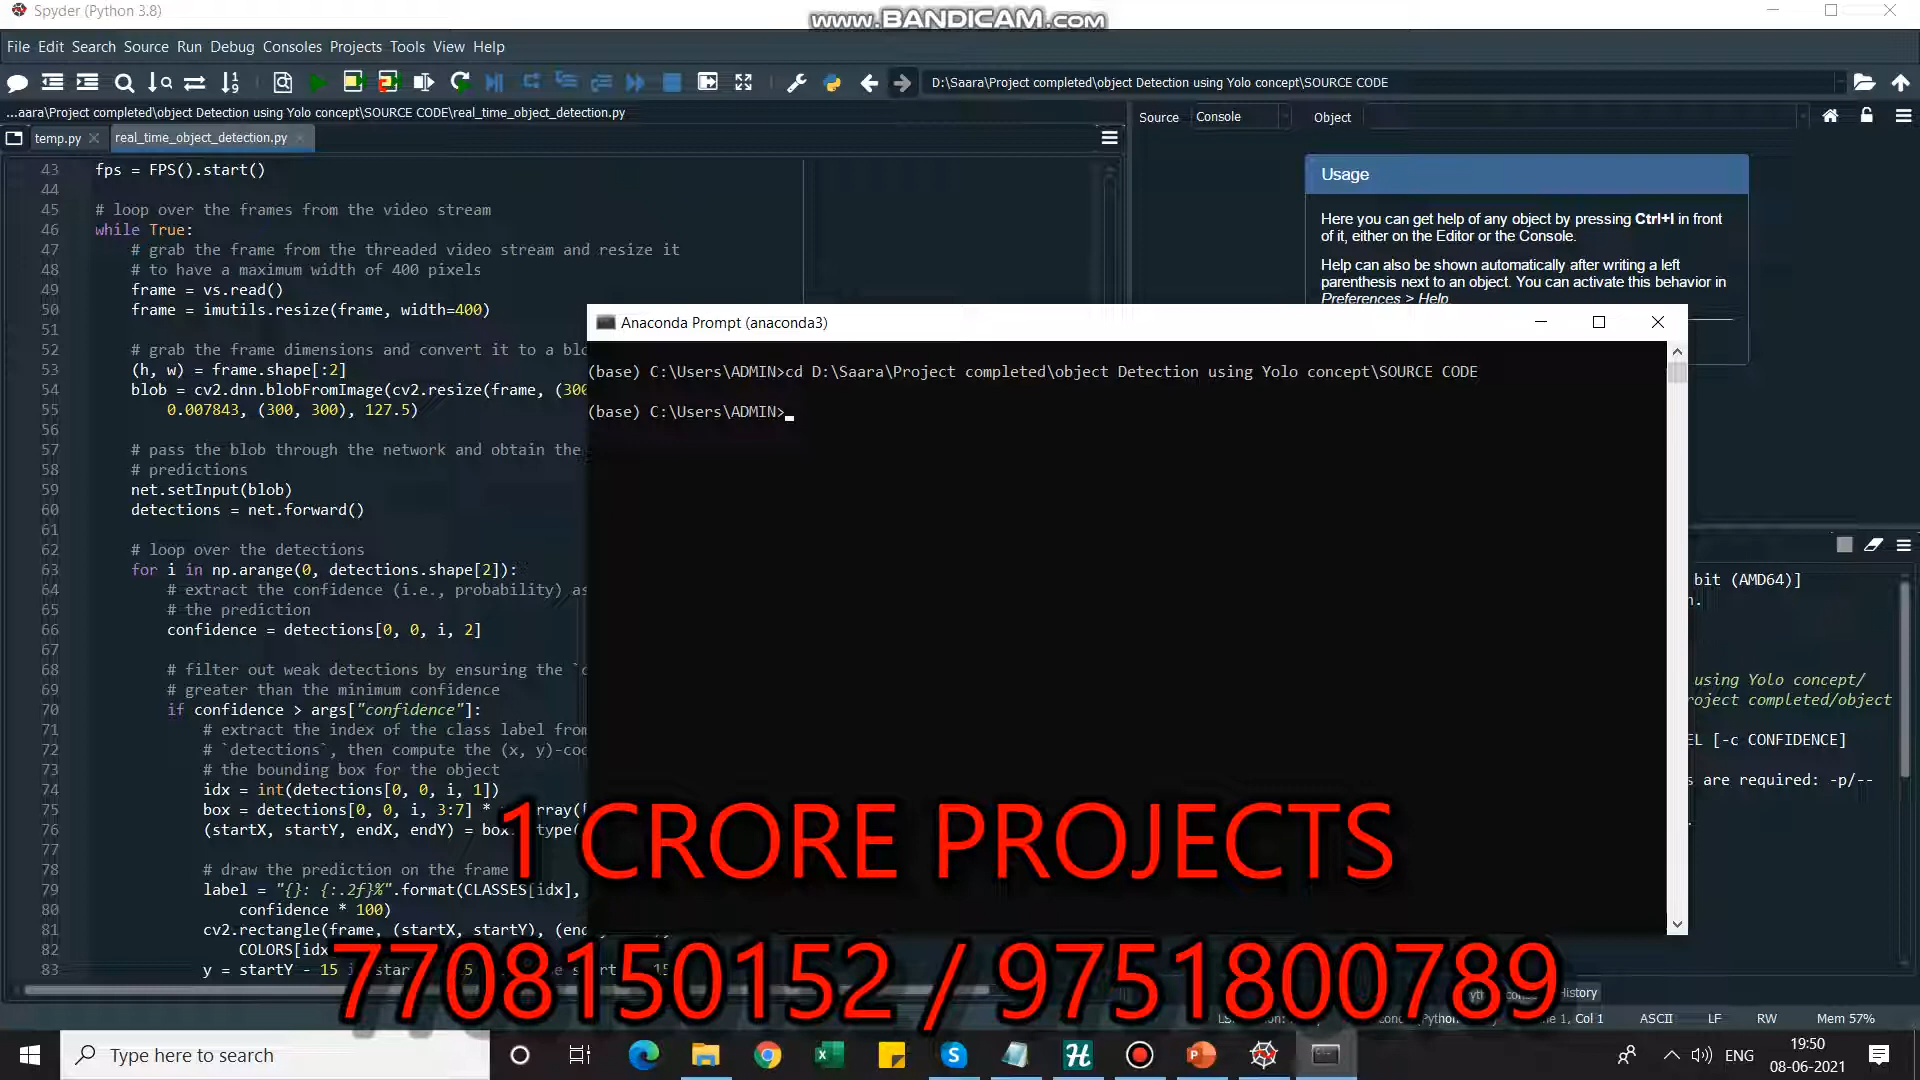 Spyder (Python 3.8)
www.BANDICAM.com
File Edit Search Source Run Debug Consoles Projects Tools View Help
D:\Saara\Project completed\object Detection using Yolo concept\SOURCE CODE
...aara\Project completed\object Detection using Yolo concept\SOURCE CODE\real_time_object_detection.py
Source Console Object
temp.py real_time_object_detection.py
43 fps = FPS().start()
44
45 # loop over the frames from the video stream
46 while True:
47 # grab the frame from the threaded video stream and resize it
48 # to have a maximum width of 400 pixels
49 frame = vs.read()
50 frame = imutils.resize(frame, width=400)
51
52 # grab the frame dimensions and convert it to a blo
53 (h, w) = frame.shape[:2]
54 blob = cv2.dnn.blobFromImage(cv2.resize(frame, (300
55 0.007843, (300, 300), 127.5)
56
57 # pass the blob through the network and obtain the
58 # predictions
59 net.setInput(blob)
60 detections = net.forward()
61
62 # loop over the detections
63 for i in np.arange(0, detections.shape[2]):
64 # extract the confidence (i.e., probability) as
65 # the prediction
66 confidence = detections[0, 0, i, 2]
67
68 # filter out weak detections by ensuring the `c
69 # greater than the minimum confidence
70 if confidence > args["confidence"]:
71 # extract the index of the class label from
72 # `detections`, then compute the (x, y)-coo
73 # the bounding box for the object
74 idx = int(detections[0, 0, i, 1])
75 box = detections[0, 0, i, 3:7] *
76 (startX, startY, endX, endY) = box
77
78 # draw the prediction on the frame
79 label = "{}: {:.2f}%".format(CLASSES[idx],
80 confidence * 100)
81 cv2.rectangle(frame, (startX, startY), (en
82 COLORS[idx
83 y = startY - 15
Usage
Here you can get help of any object by pressing Ctrl+I in front
of it, either on the Editor or the Console.
Help can also be shown automatically after writing a left
parenthesis next to an object. You can activate this behavior in
Preferences > Help
Anaconda Prompt (anaconda3)
(base) C:\Users\ADMIN>cd D:\Saara\Project completed\object Detection using Yolo concept\SOURCE CODE
(base) C:\Users\ADMIN>
bit (AMD64)]
n.
using Yolo concept/
roject completed/object
EL [-c CONFIDENCE]
s are required: -p/--
1 CRORE PROJECTS
7708150152 / 9751800789
History
Col 1 ASCII LF RW Mem 57%
Type here to search
ENG
19:50
08-06-2021